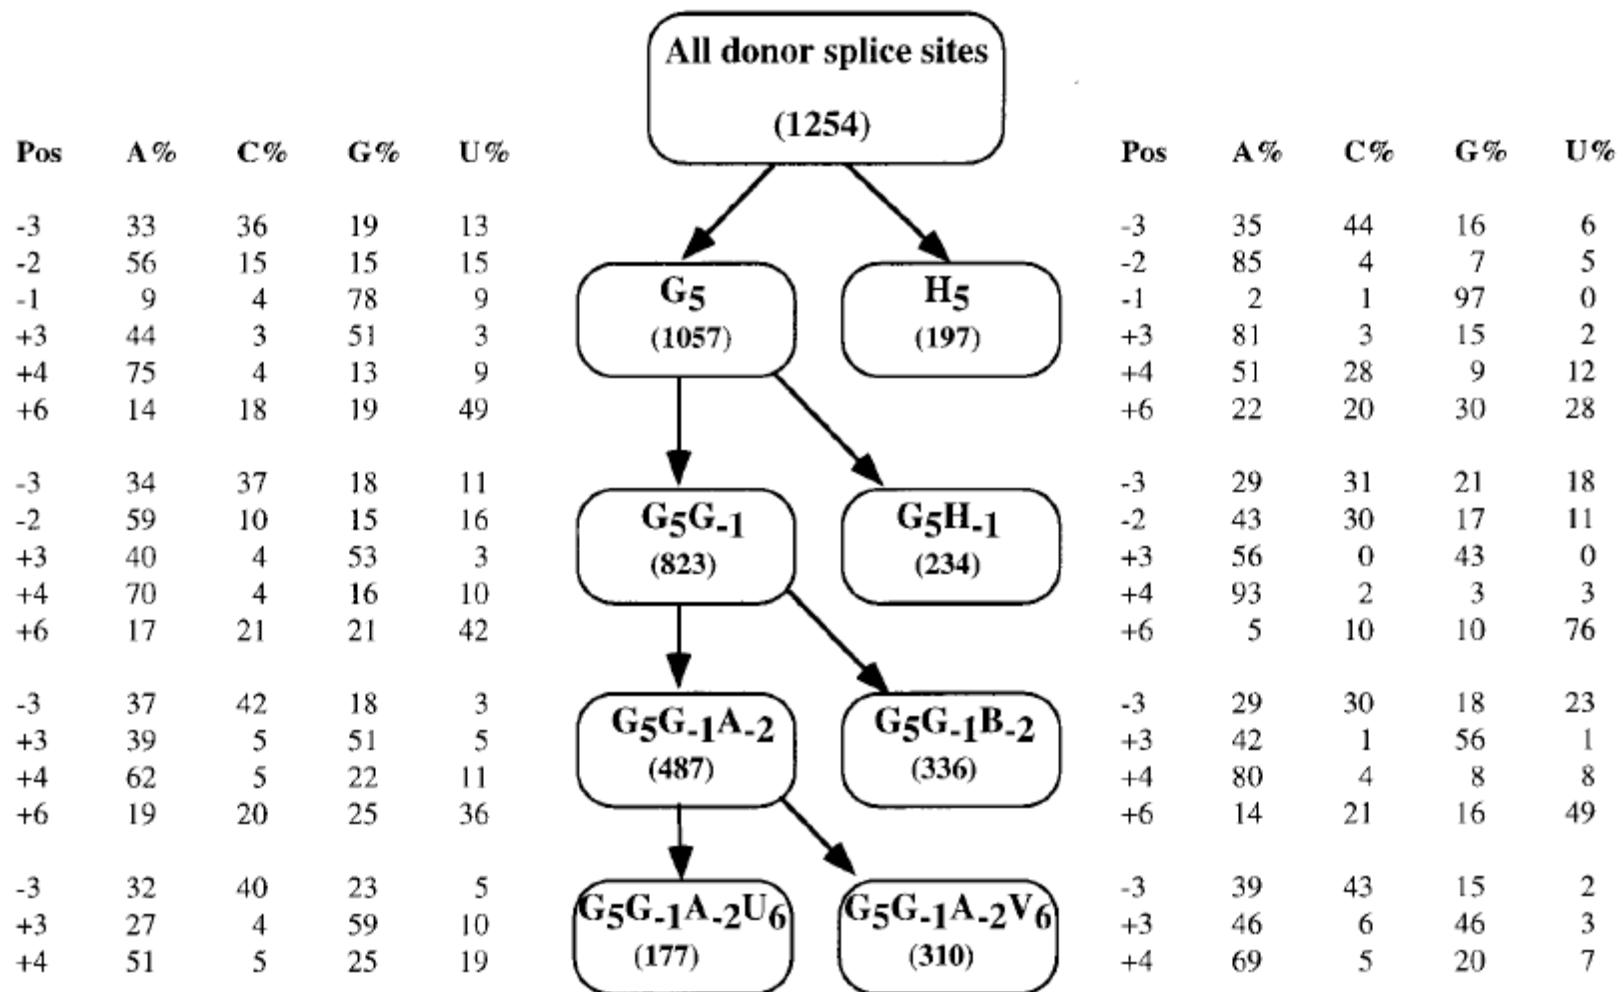 All donor splice sites
(1254)
Pos A% C% G% U%
-3 33 36 19 13
-2 56 15 15 15
-1 9 4 78 9
+3 44 3 51 3
+4 75 4 13 9
+6 14 18 19 49
G5
(1057)
H5
(197)
Pos A% C% G% U%
-3 35 44 16 6
-2 85 4 7 5
-1 2 1 97 0
+3 81 3 15 2
+4 51 28 9 12
+6 22 20 30 28
-3 34 37 18 11
-2 59 10 15 16
+3 40 4 53 3
+4 70 4 16 10
+6 17 21 21 42
G5G-1
(823)
G5H-1
(234)
-3 29 31 21 18
-2 43 30 17 11
+3 56 0 43 0
+4 93 2 3 3
+6 5 10 10 76
-3 37 42 18 3
+3 39 5 51 5
+4 62 5 22 11
+6 19 20 25 36
G5G-1A-2
(487)
G5G-1B-2
(336)
-3 29 30 18 23
+3 42 1 56 1
+4 80 4 8 8
+6 14 21 16 49
-3 32 40 23 5
+3 27 4 59 10
+4 51 5 25 19
G5G-1A-2U6
(177)
G5G-1A-2V6
(310)
-3 39 43 15 2
+3 46 6 46 3
+4 69 5 20 7